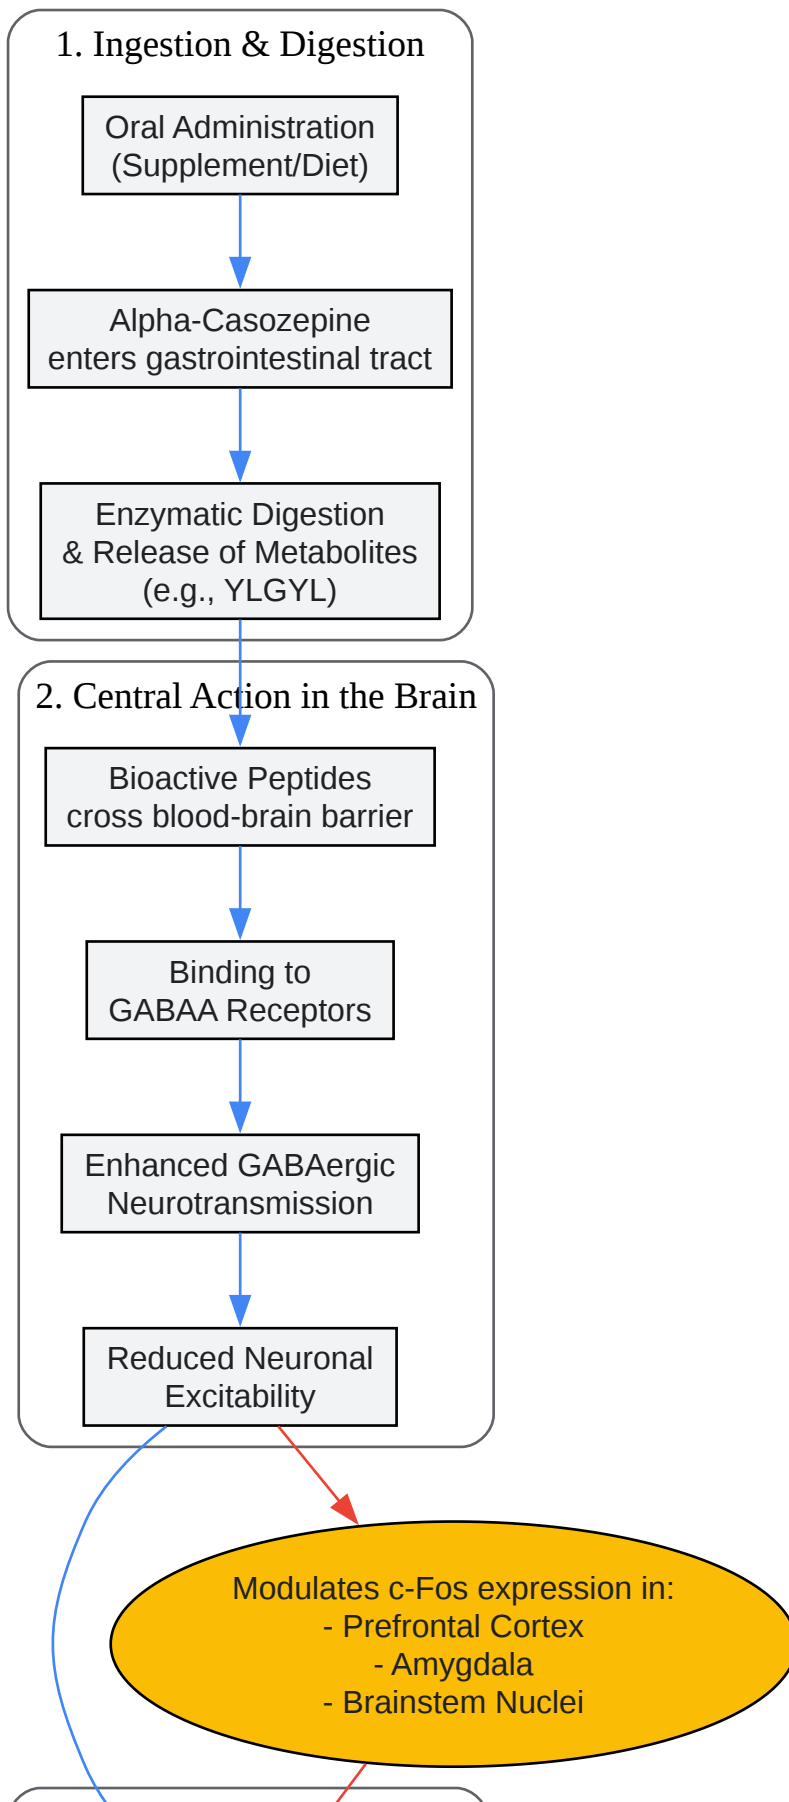 1. Ingestion & Digestion
Oral Administration
(Supplement/Diet)
Alpha-Casozepine
enters gastrointestinal tract
Enzymatic Digestion
& Release of Metabolites
(e.g., YLGYL)
2. Central Action in the Brain
Bioactive Peptides
cross blood-brain barrier
Binding to
GABAA Receptors
Enhanced GABAergic
Neurotransmission
Reduced Neuronal
Excitability
Modulates c-Fos expression in:
- Prefrontal Cortex
- Amygdala
- Brainstem Nuclei